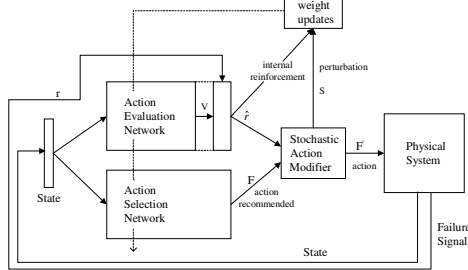 weight
updates
internal
reinforcement
perturbation
S
r
Action
Evaluation
Network
V
r̂
Stochastic
Action
Modifier
F'
action
Physical
System
State
Action
Selection
Network
F
action
recommended
Failure
Signal
State